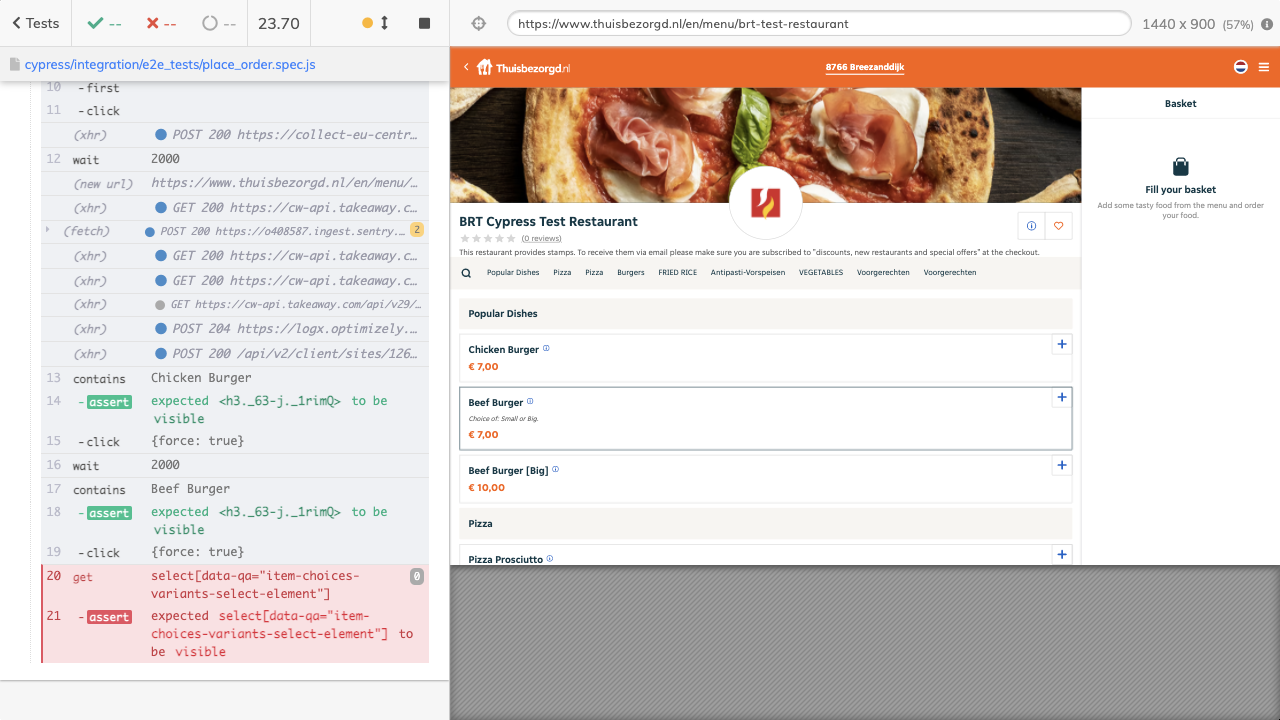 Tests
--
--
--
23.70
https://www.thuisbezorgd.nl/en/menu/brt-test-restaurant
1440 x 900 (57%)
cypress/integration/e2e_tests/place_order.spec.js
10 -first
11 -click
(xhr) POST 200 https://collect-eu-centr...
12 wait 2000
(new url) https://www.thuisbezorgd.nl/en/menu/...
(xhr) GET 200 https://cw-api.takeaway.c...
(fetch) POST 200 https://o408587.ingest.sentry.... 2
(xhr) GET 200 https://cw-api.takeaway.c...
(xhr) GET 200 https://cw-api.takeaway.c...
(xhr) GET https://cw-api.takeaway.com/api/v29/...
(xhr) POST 204 https://logx.optimizely....
(xhr) POST 200 /api/v2/client/sites/126...
13 contains Chicken Burger
14 -assert expected <h3._63-j._1rimQ> to be
visible
15 -click {force: true}
16 wait 2000
17 contains Beef Burger
18 -assert expected <h3._63-j._1rimQ> to be
visible
19 -click {force: true}
20 get select[data-qa="item-choices-
variants-select-element"] 0
21 -assert expected select[data-qa="item-
choices-variants-select-element"] to
be visible
Thuisbezorgd.nl
8766 Breezanddijk
BRT Cypress Test Restaurant
(0 reviews)
This restaurant provides stamps. To receive them via email please make sure you are subscribed to "discounts, new restaurants and special offers" at the checkout.
Popular Dishes Pizza Pizza Burgers FRIED RICE Antipasti-Vorspeisen VEGETABLES Voorgerechten Voorgerechten
Popular Dishes
Chicken Burger
€ 7,00
Beef Burger
Choice of: Small or Big.
€ 7,00
Beef Burger [Big]
€ 10,00
Pizza
Pizza Prosciutto
Basket
Fill your basket
Add some tasty food from the menu and order
your food.